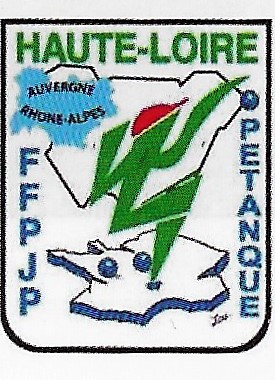 HAUTE-LOIRE
AUVERGNE
RHONE-ALPES
FFPJP
PETANQUE